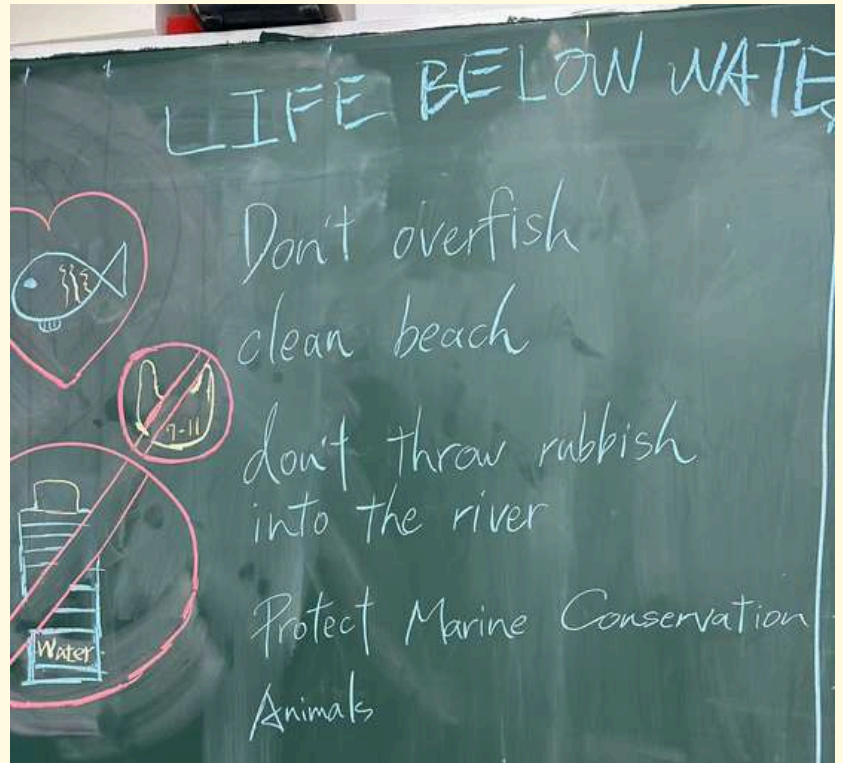 LIFE BELOW WATE
Don't overfish
clean beach
7-11
don't throw rubbish
into the river
Water
Protect Marine Conservation
Animals